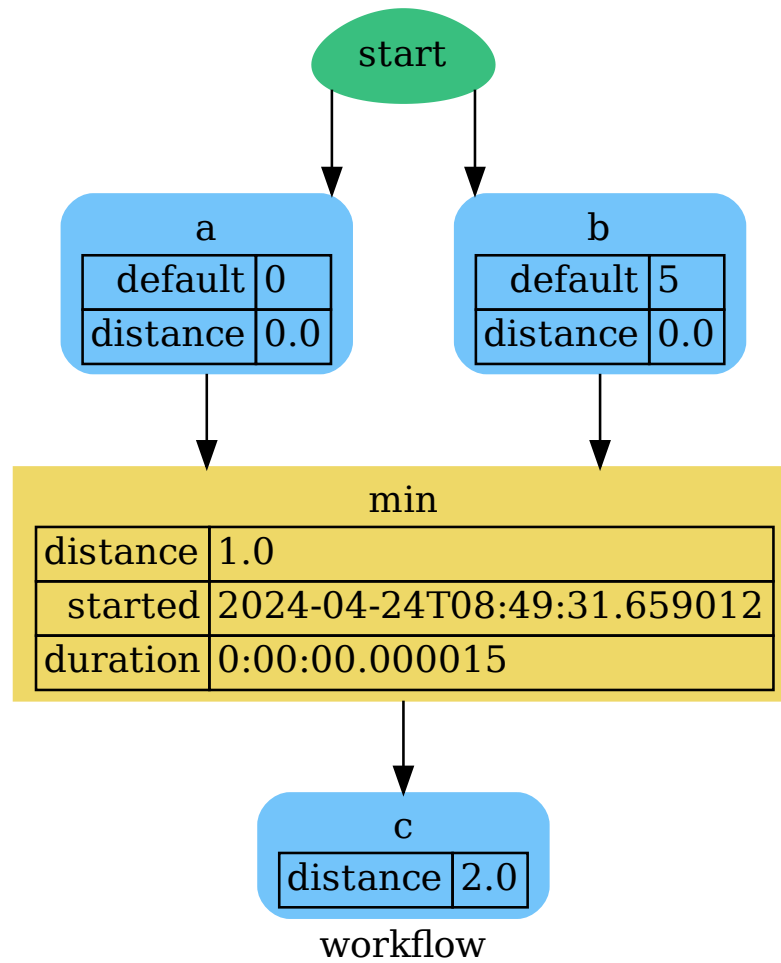 start
a
default 0
distance 0.0
b
default 5
distance 0.0
min
distance 1.0
started 2024-04-24T08:49:31.659012
duration 0:00:00.000015
c
distance 2.0
workflow